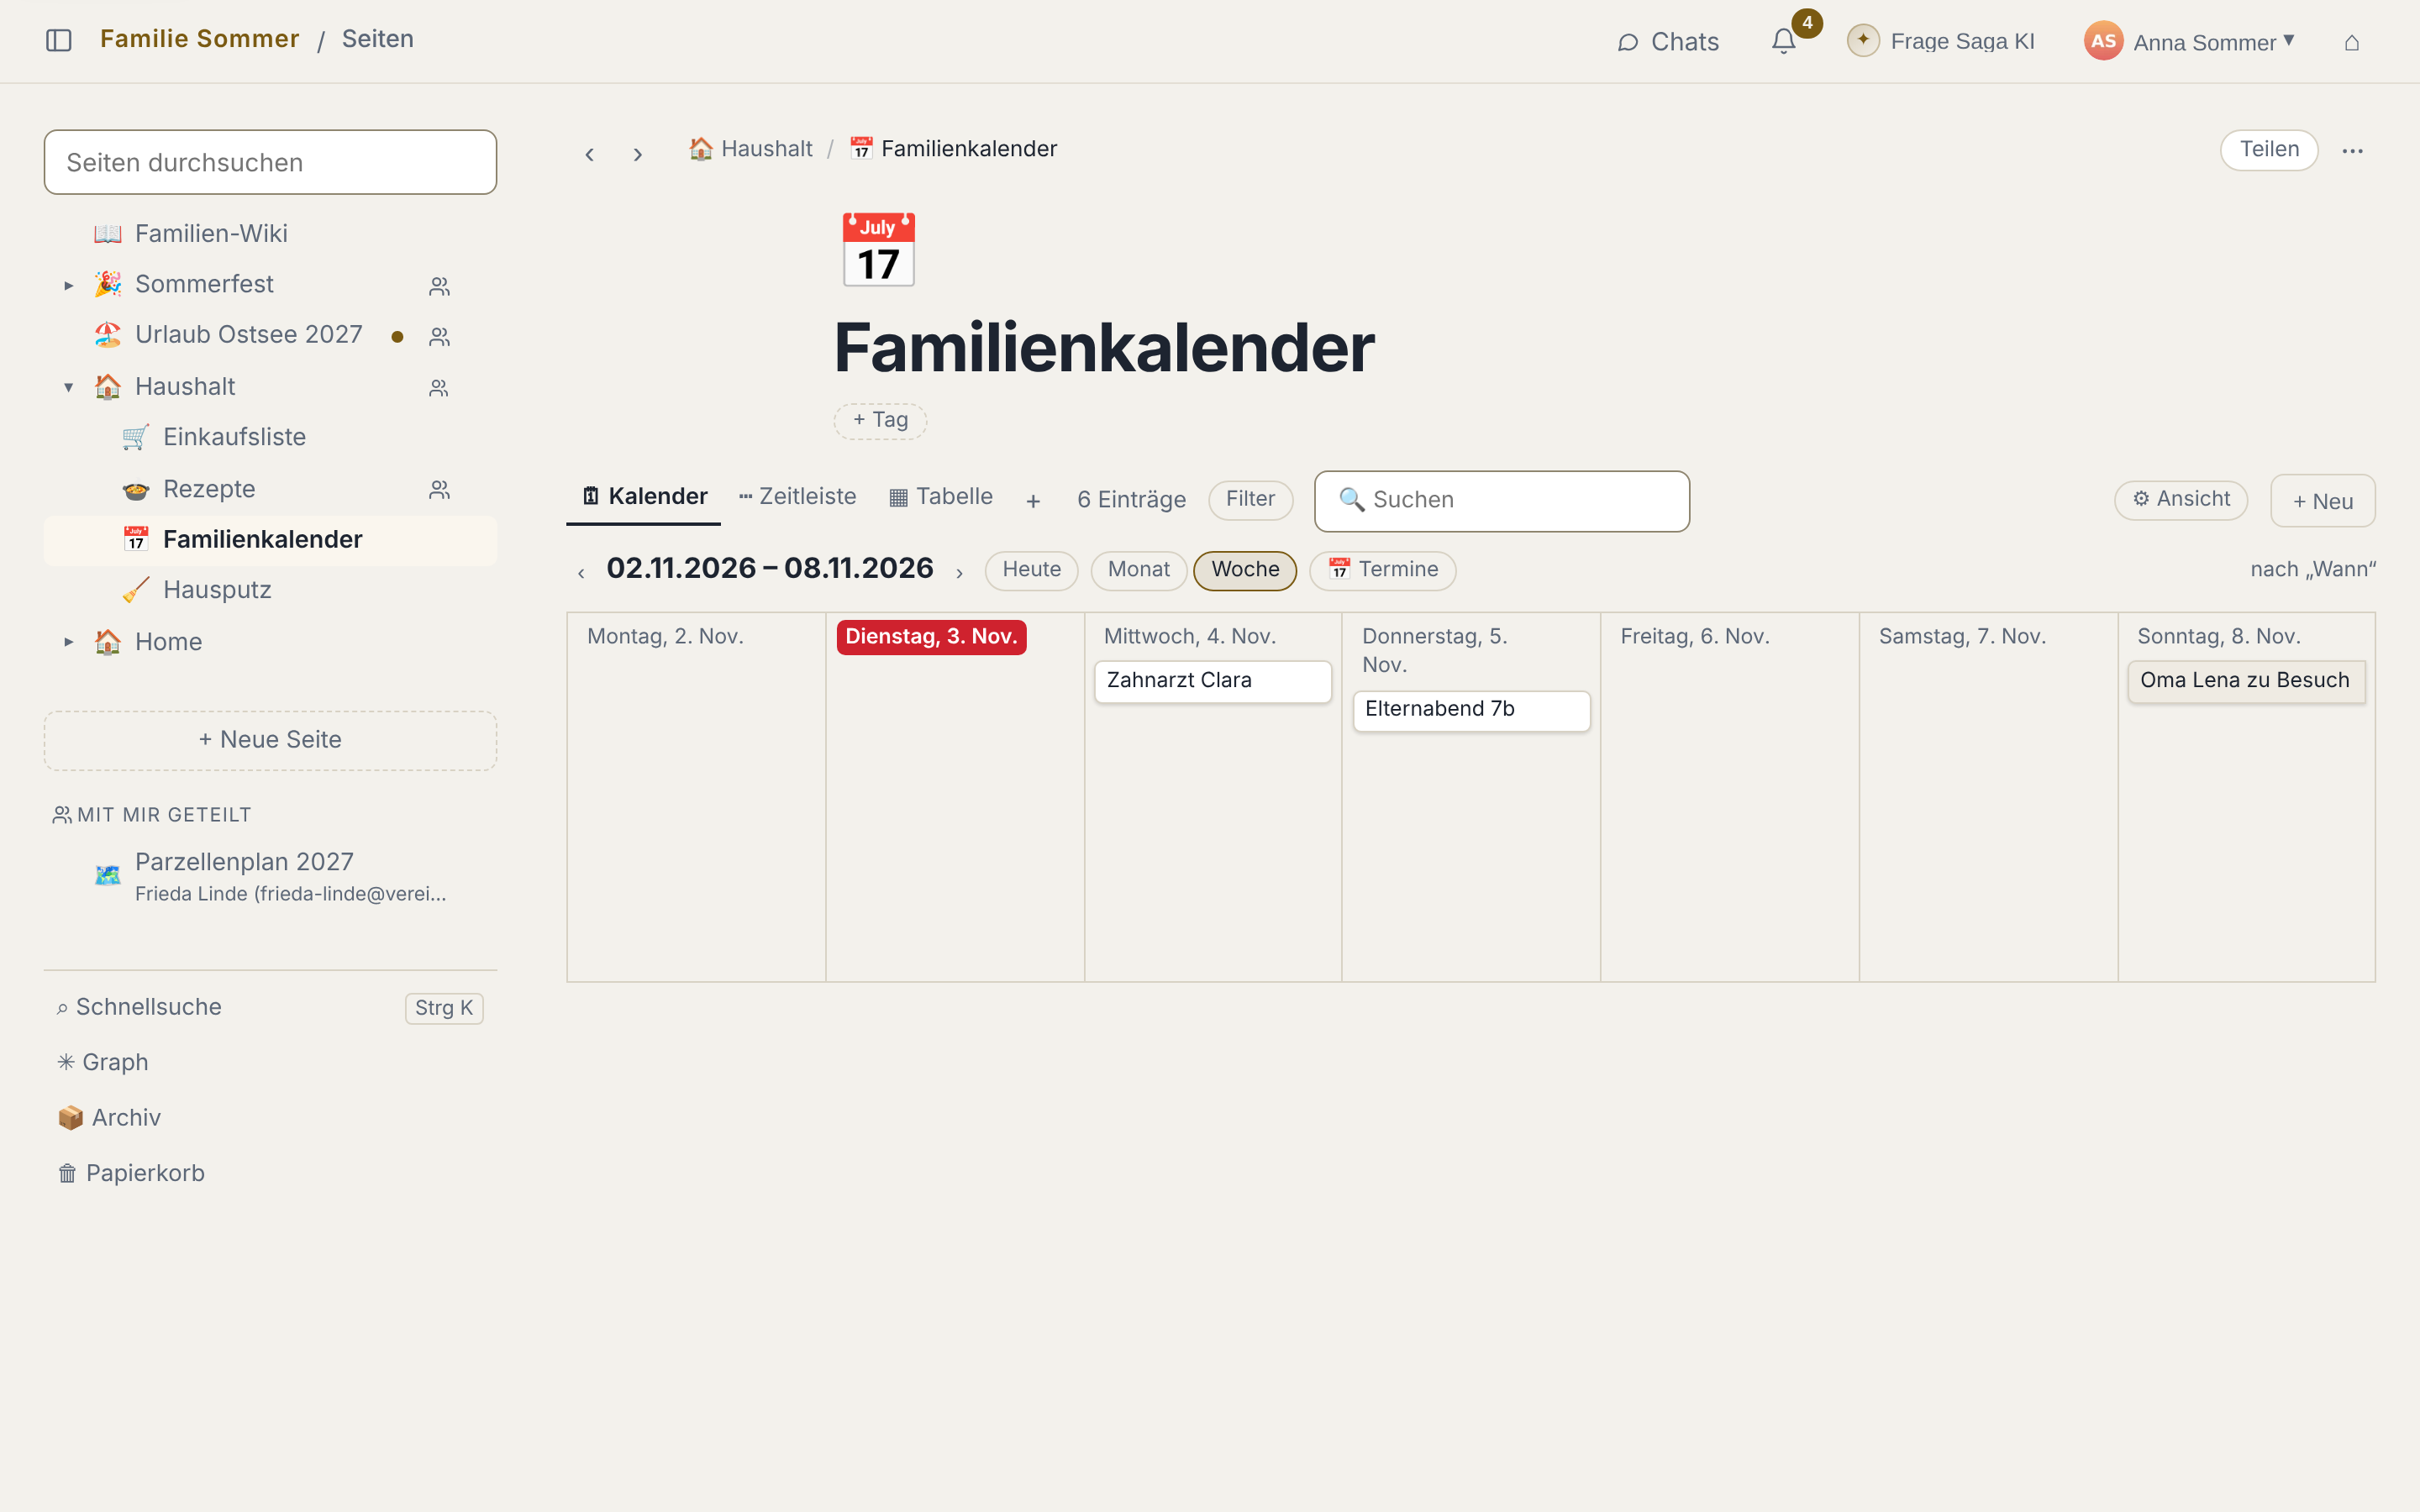 Familie Sommer / Seiten
Chats
4
Frage Saga KI
AS Anna Sommer
Seiten durchsuchen
Familien-Wiki
Sommerfest
Urlaub Ostsee 2027
Haushalt
Einkaufsliste
Rezepte
Familienkalender
Hausputz
Home
+ Neue Seite
MIT MIR GETEILT
Parzellenplan 2027
Frieda Linde (frieda-linde@verei...
Schnellsuche Strg K
Graph
Archiv
Papierkorb
Haushalt / Familienkalender
Teilen
July
17
Familienkalender
+ Tag
Kalender Zeitleiste Tabelle + 6 Einträge Filter Suchen Ansicht + Neu
02.11.2026 – 08.11.2026 Heute Monat Woche Termine nach „Wann“
Montag, 2. Nov.
Dienstag, 3. Nov.
Mittwoch, 4. Nov.
Zahnarzt Clara
Donnerstag, 5.
Nov.
Elternabend 7b
Freitag, 6. Nov.
Samstag, 7. Nov.
Sonntag, 8. Nov.
Oma Lena zu Besuch